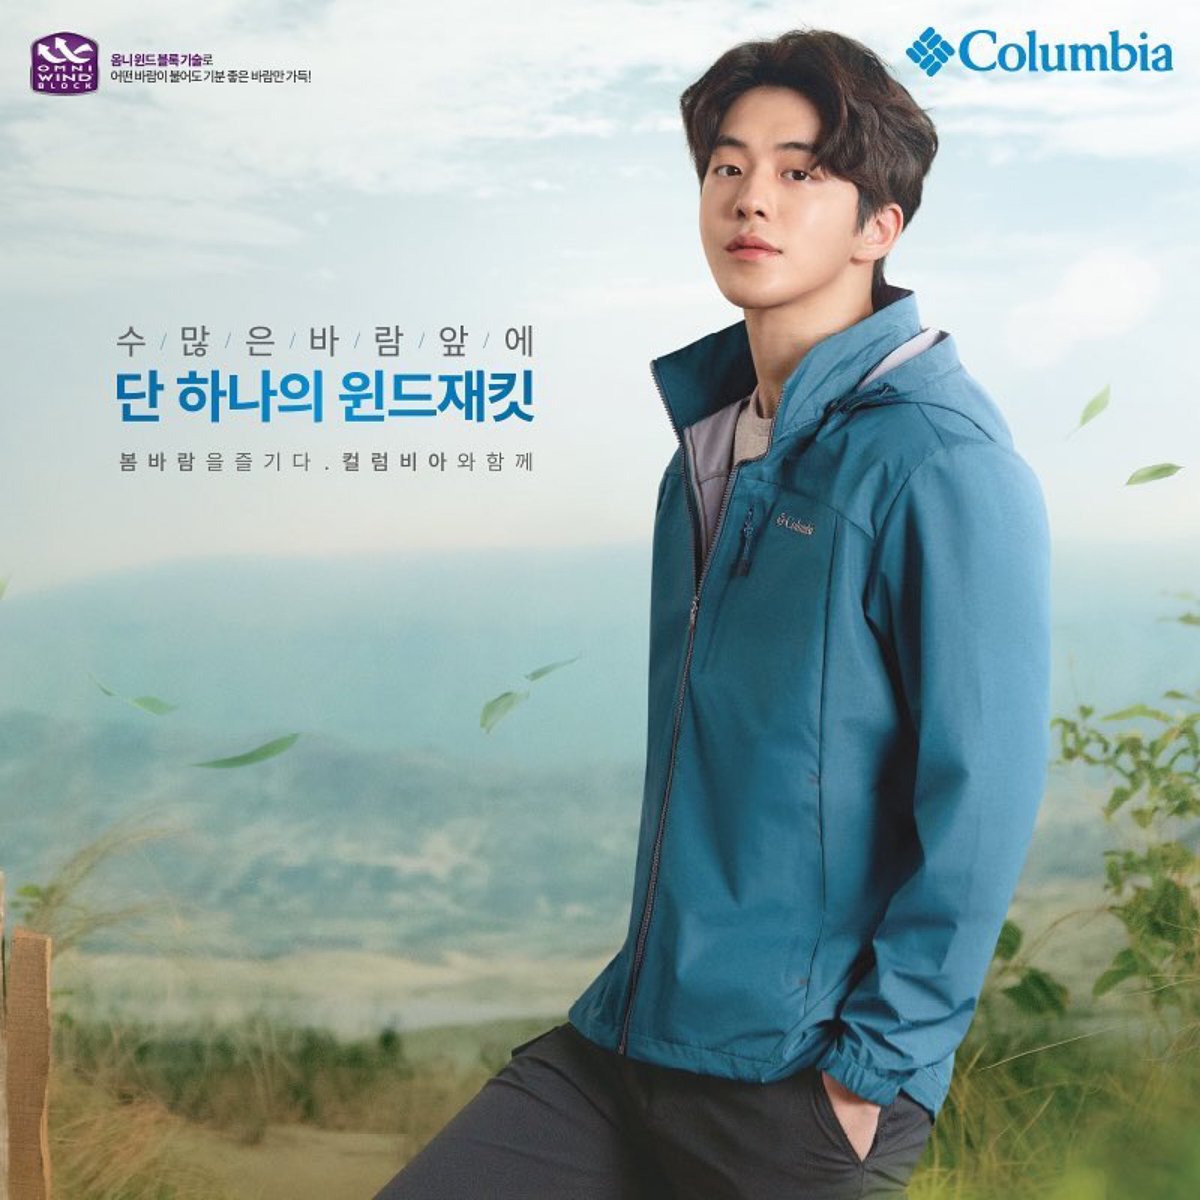 OMNI
WIND
BLOCK
옴니 윈드 블록 기술로
어떤 바람이 불어도 기분 좋은 바람만 가득!
Columbia
수/많/은/바/람/앞/에
단 하나의 윈드재킷
봄바람을즐기다.컬럼비아와함께
Columbia